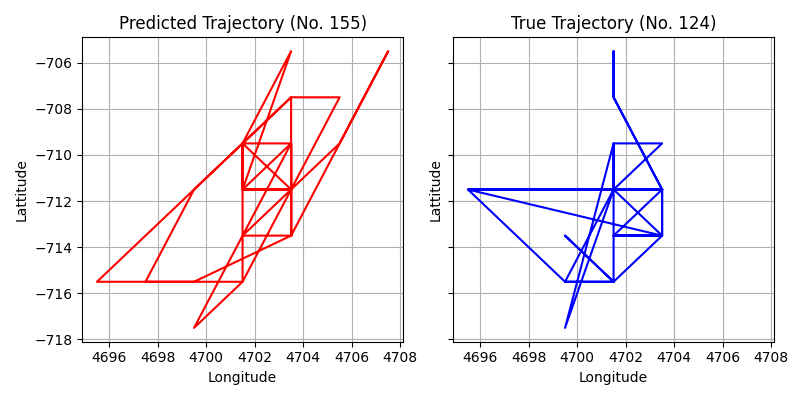 Predicted Trajectory (No. 155)
−706
−708
−710
−712
−714
−716
−718
Lattitude
4696 4698 4700 4702 4704 4706 4708
Longitude
True Trajectory (No. 124)
Lattitude
4696 4698 4700 4702 4704 4706 4708
Longitude